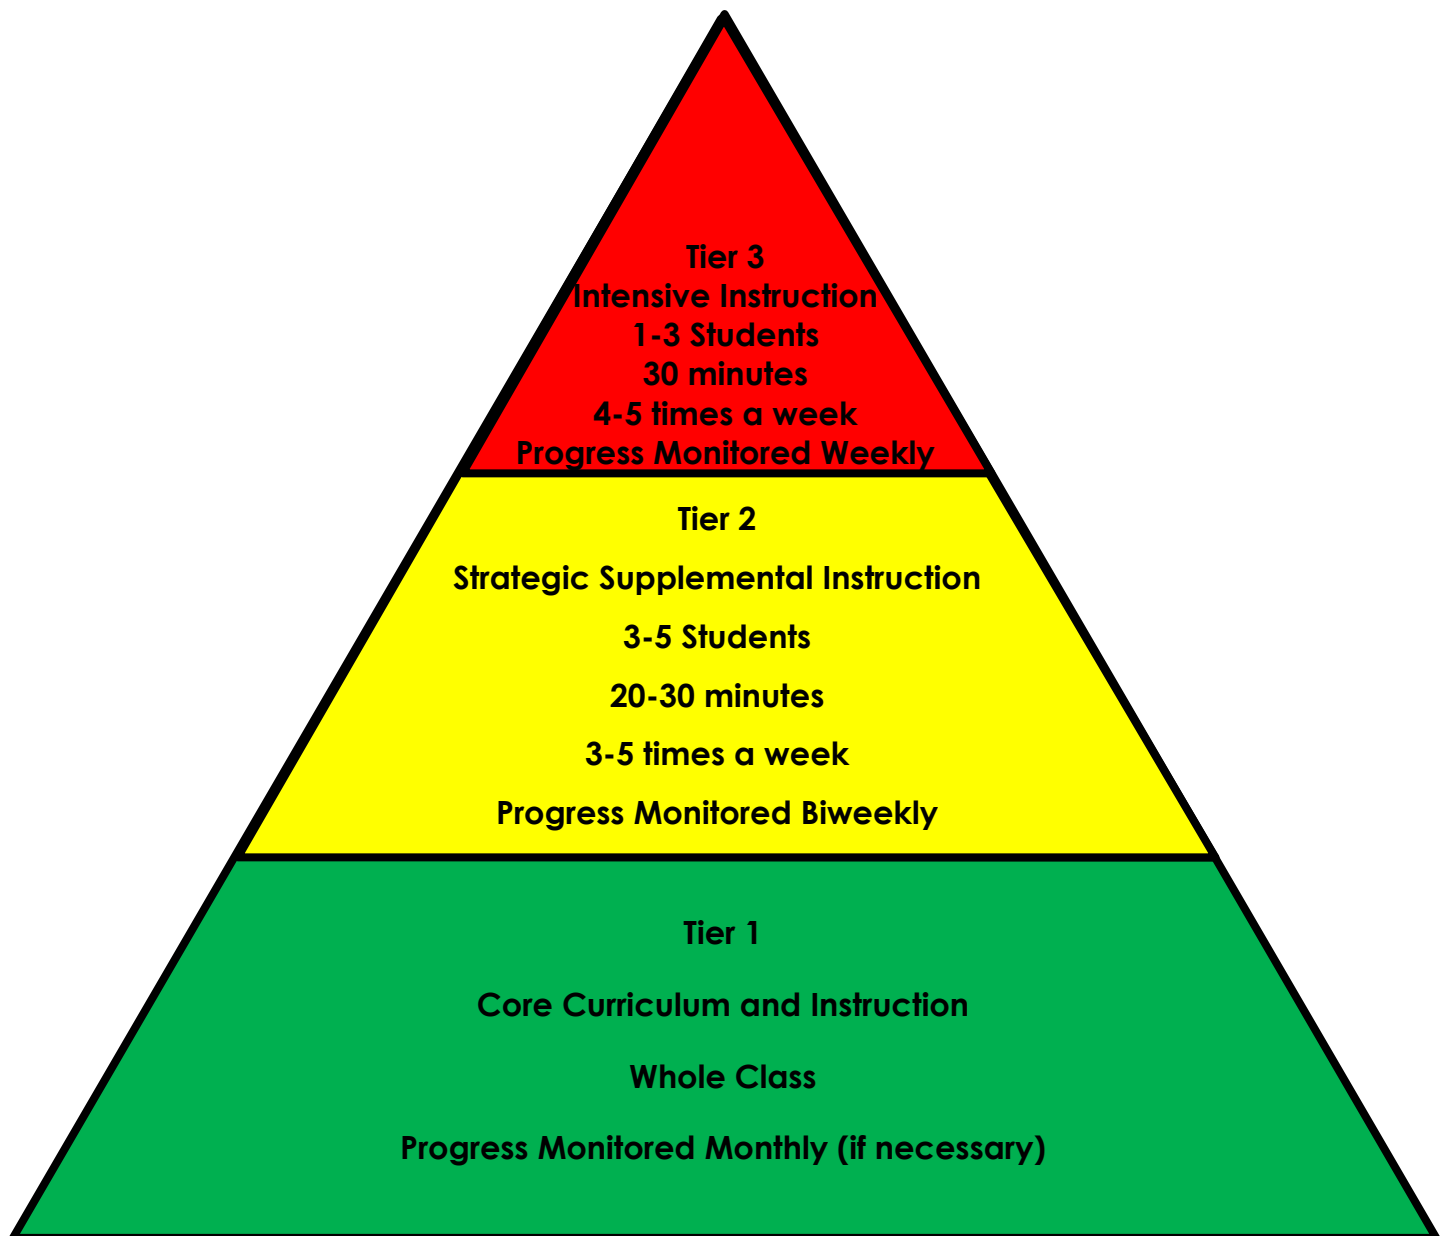 Tier 3
Intensive Instruction
1-3 Students
30 minutes
4-5 times a week
Progress Monitored Weekly
Tier 2
Strategic Supplemental Instruction
3-5 Students
20-30 minutes
3-5 times a week
Progress Monitored Biweekly
Tier 1
Core Curriculum and Instruction
Whole Class
Progress Monitored Monthly (if necessary)